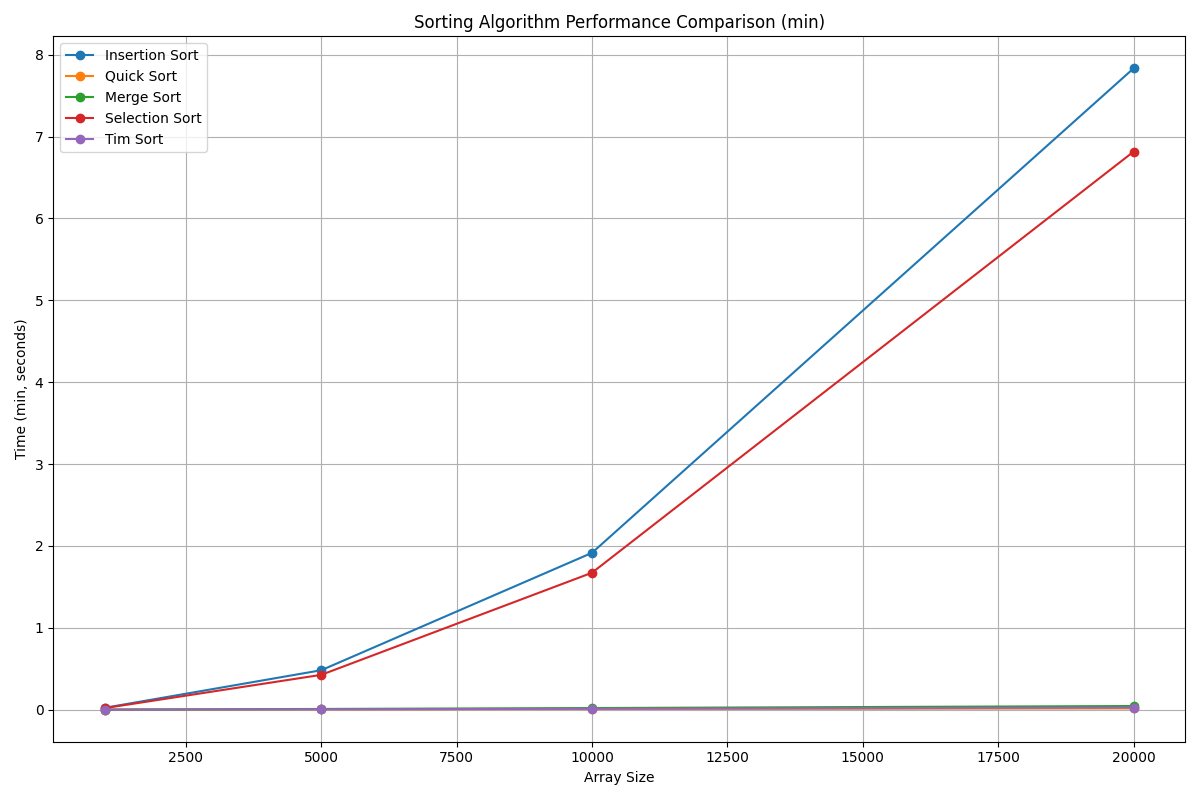 Sorting Algorithm Performance Comparison (min)
Insertion Sort
Quick Sort
Merge Sort
Selection Sort
Tim Sort
Time (min, seconds)
8
7
6
5
4
3
2
1
0
2500 5000 7500 10000 12500 15000 17500 20000
Array Size